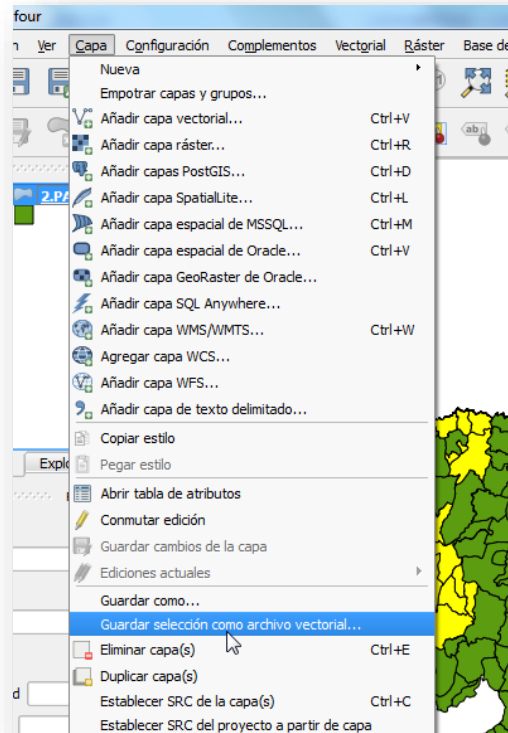 four
Ver Capa Configuración Complementos Vectorial Ráster Base de
Nueva
Empotrar capas y grupos...
Añadir capa vectorial... Ctrl+V
Añadir capa ráster... Ctrl+R
Añadir capas PostGIS... Ctrl+D
Añadir capa SpatiaLite... Ctrl+L
Añadir capa espacial de MSSQL... Ctrl+M
Añadir capa espacial de Oracle... Ctrl+V
Añadir capa GeoRaster de Oracle...
Añadir capa SQL Anywhere...
Añadir capa WMS/WMTS... Ctrl+W
Agregar capa WCS...
Añadir capa WFS...
Añadir capa de texto delimitado...
Copiar estilo
Pegar estilo
Abrir tabla de atributos
Conmutar edición
Guardar cambios de la capa
Ediciones actuales
Guardar como...
Guardar selección como archivo vectorial...
Eliminar capa(s) Ctrl+E
Duplicar capa(s)
Establecer SRC de la capa(s) Ctrl+C
Establecer SRC del proyecto a partir de capa